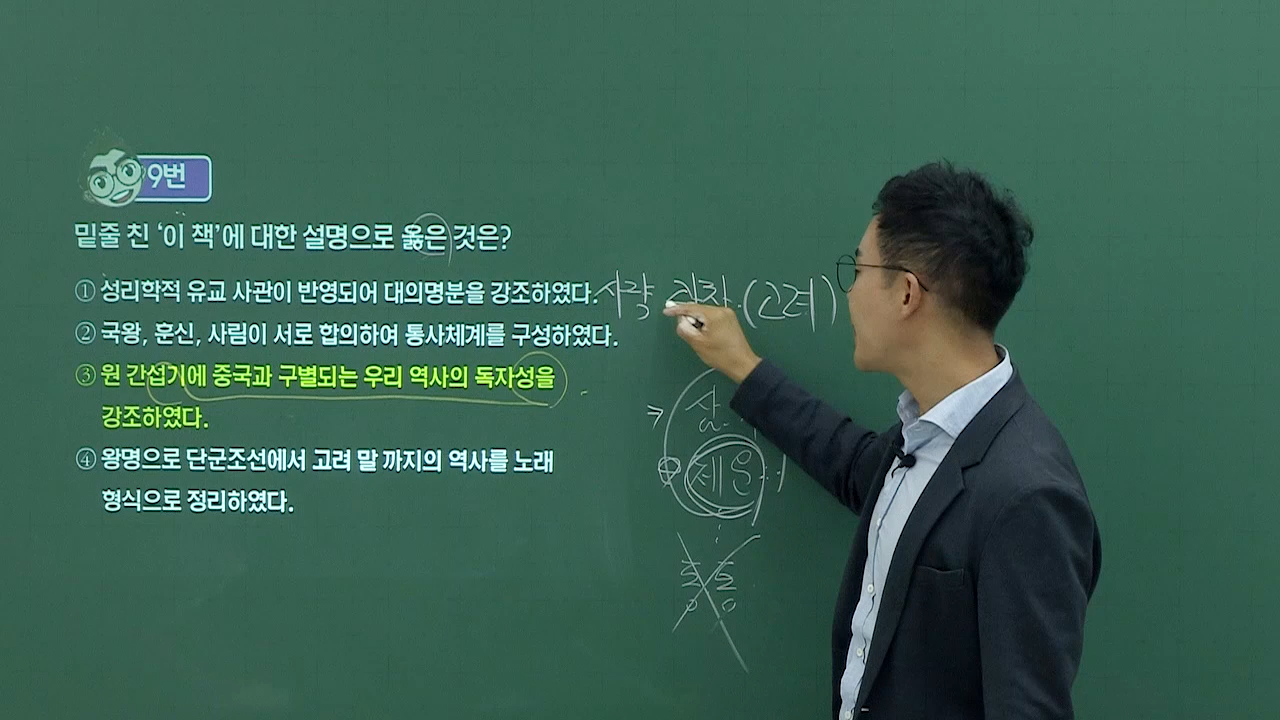 9번
밑줄 친 ‘이 책’에 대한 설명으로 옳은 것은?
① 성리학적 유교 사관이 반영되어 대의명분을 강조하였다.
사략 (고려)
② 국왕, 훈신, 사림이 서로 합의하여 통사체계를 구성하였다.
③ 원 간섭기에 중국과 구별되는 우리 역사의 독자성을
강조하였다.
④ 왕명으로 단군조선에서 고려 말 까지의 역사를 노래
형식으로 정리하였다.
삼
제왕
동 동